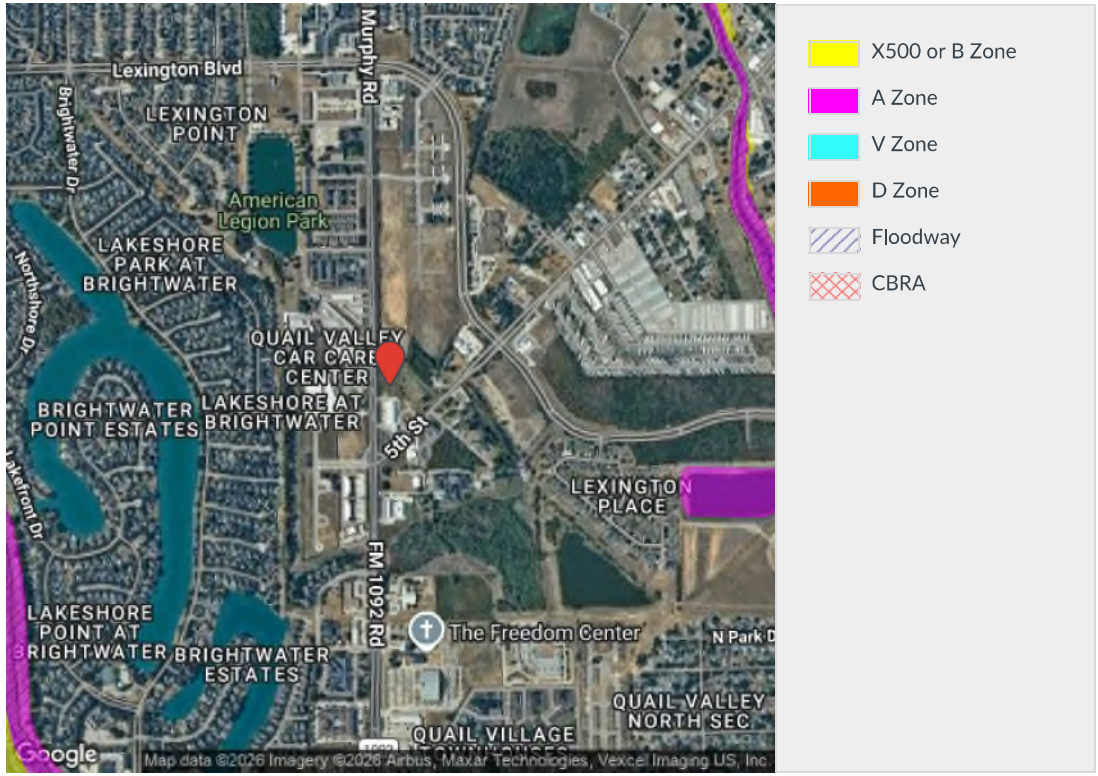 Murphy Rd
Lexington Blvd
Brightwater Dr
LEXINGTON
POINT
American
Legion Park
LAKESHORE
PARK AT
BRIGHTWATER
Northshore Dr
QUAIL VALLEY
CAR CARE
CENTER
BRIGHTWATER
POINT ESTATES
LAKESHORE AT
BRIGHTWATER
5th St
Lakefront Dr
LEXINGTON
PLACE
FM 1092 Rd
LAKESHORE
POINT AT
BRIGHTWATER
BRIGHTWATER
ESTATES
The Freedom Center
N Park D
QUAIL VALLEY
NORTH SEC
QUAIL VILLAGE
TOWNHOUSES
1092
Google
Map data ©2026 Imagery ©2026 Airbus, Maxar Technologies, Vexcel Imaging US, Inc.
X500 or B Zone
A Zone
V Zone
D Zone
Floodway
CBRA